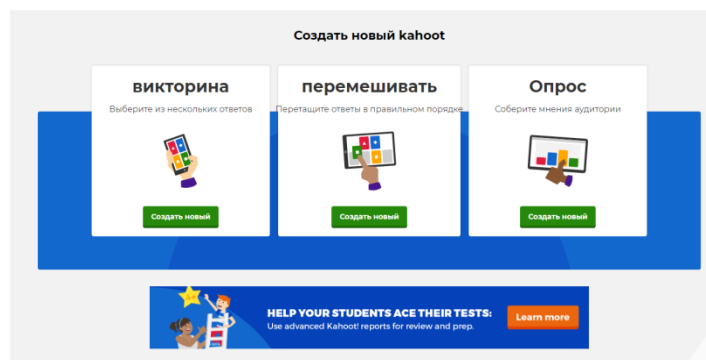 Создать новый kahoot
викторина
Выберите из нескольких ответов
Создать новый
перемешивать
Перетащите ответы в правильном порядке
Создать новый
Опрос
Соберите мнения аудитории
Создать новый
A+
HELP YOUR STUDENTS ACE THEIR TESTS:
Use advanced Kahoot! reports for review and prep.
Learn more